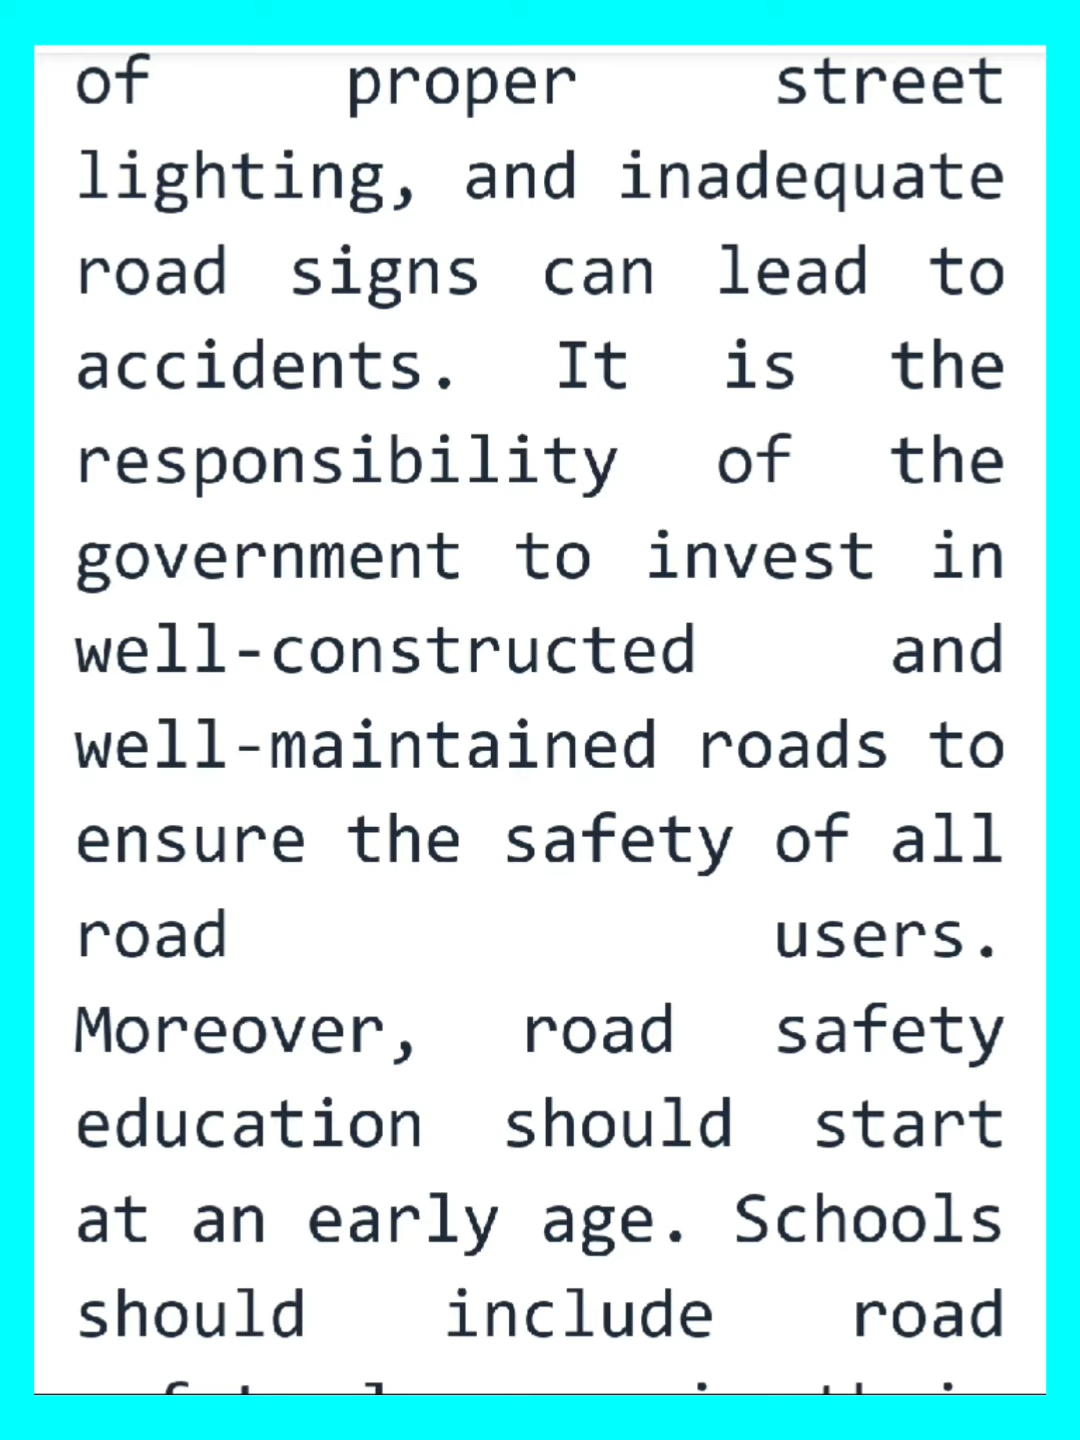 of proper street
lighting, and inadequate
road signs can lead to
accidents. It is the
responsibility of the
government to invest in
well-constructed and
well-maintained roads to
ensure the safety of all
road users.
Moreover, road safety
education should start
at an early age. Schools
should include road